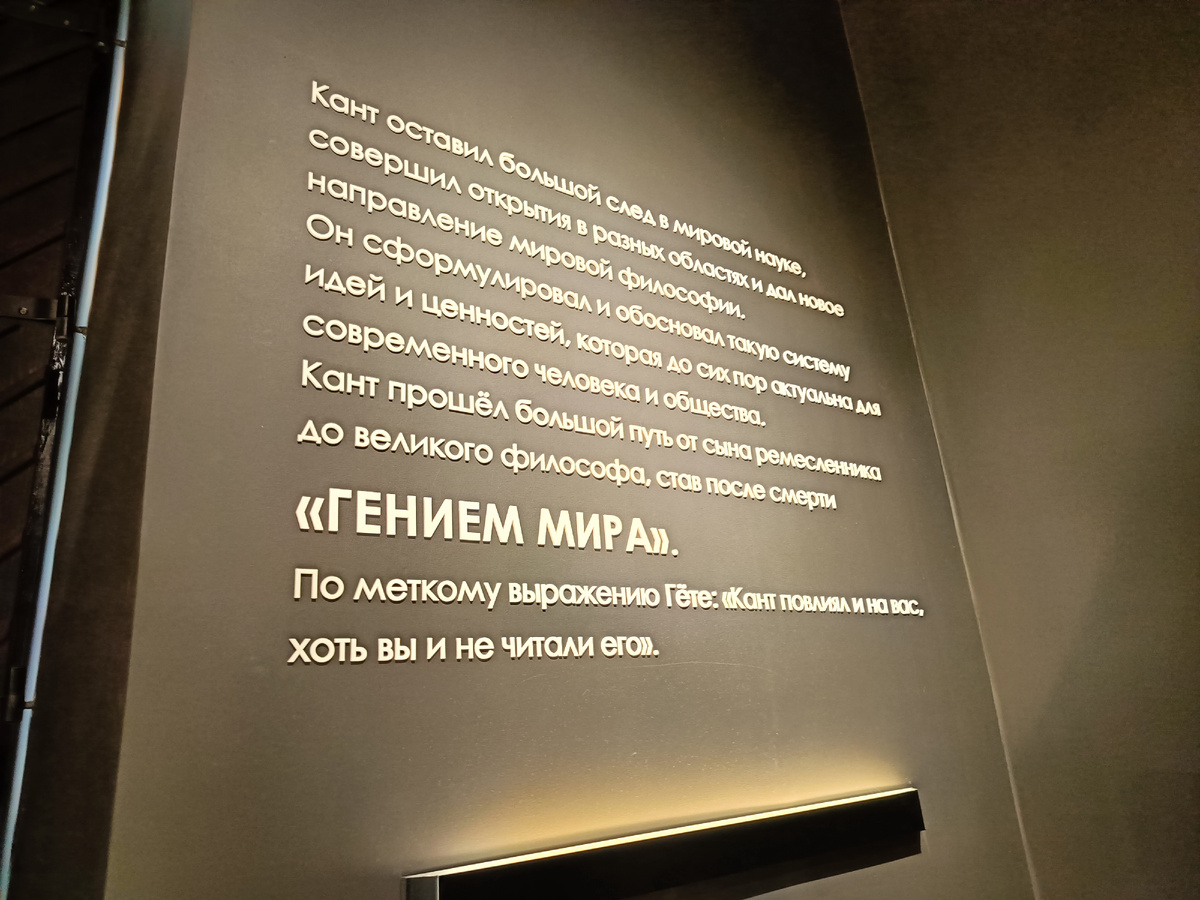 Кант оставил большой след в мировой науке,
совершил открытия в разных областях и дал новое
направление мировой философии.
Он сформулировал и обосновал такую систему
идей и ценностей, которая до сих пор актуальна для
современного человека и общества.
Кант прошёл большой путь от сына ремесленника
до великого философа, став после смерти
«ГЕНИЕМ МИРА».
По меткому выражению Гёте: «Кант повлиял и на вас,
хоть вы и не читали его».